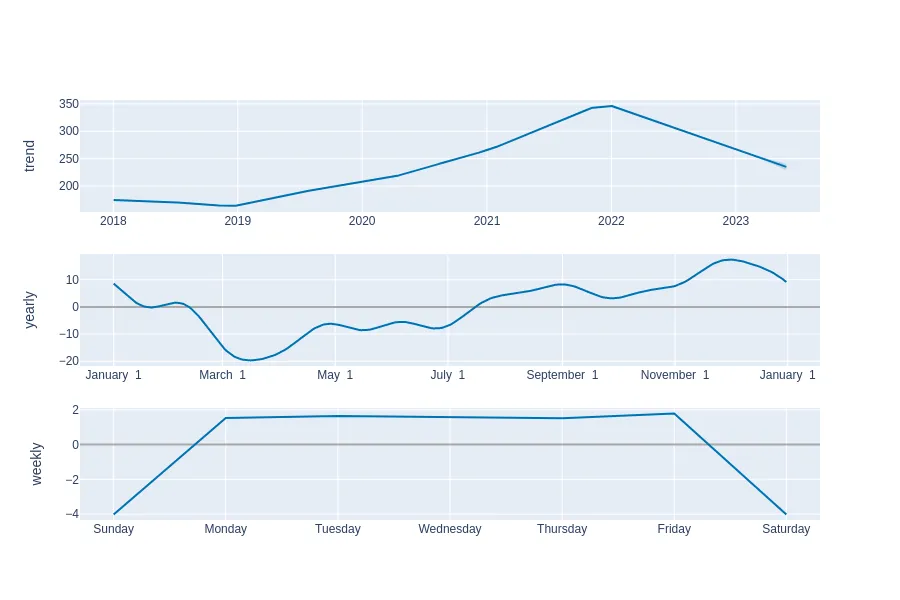 trend
350
300
250
200
2018 2019 2020 2021 2022 2023
yearly
10
0
−10
−20
January 1 March 1 May 1 July 1 September 1 November 1 January 1
weekly
2
0
−2
−4
Sunday Monday Tuesday Wednesday Thursday Friday Saturday